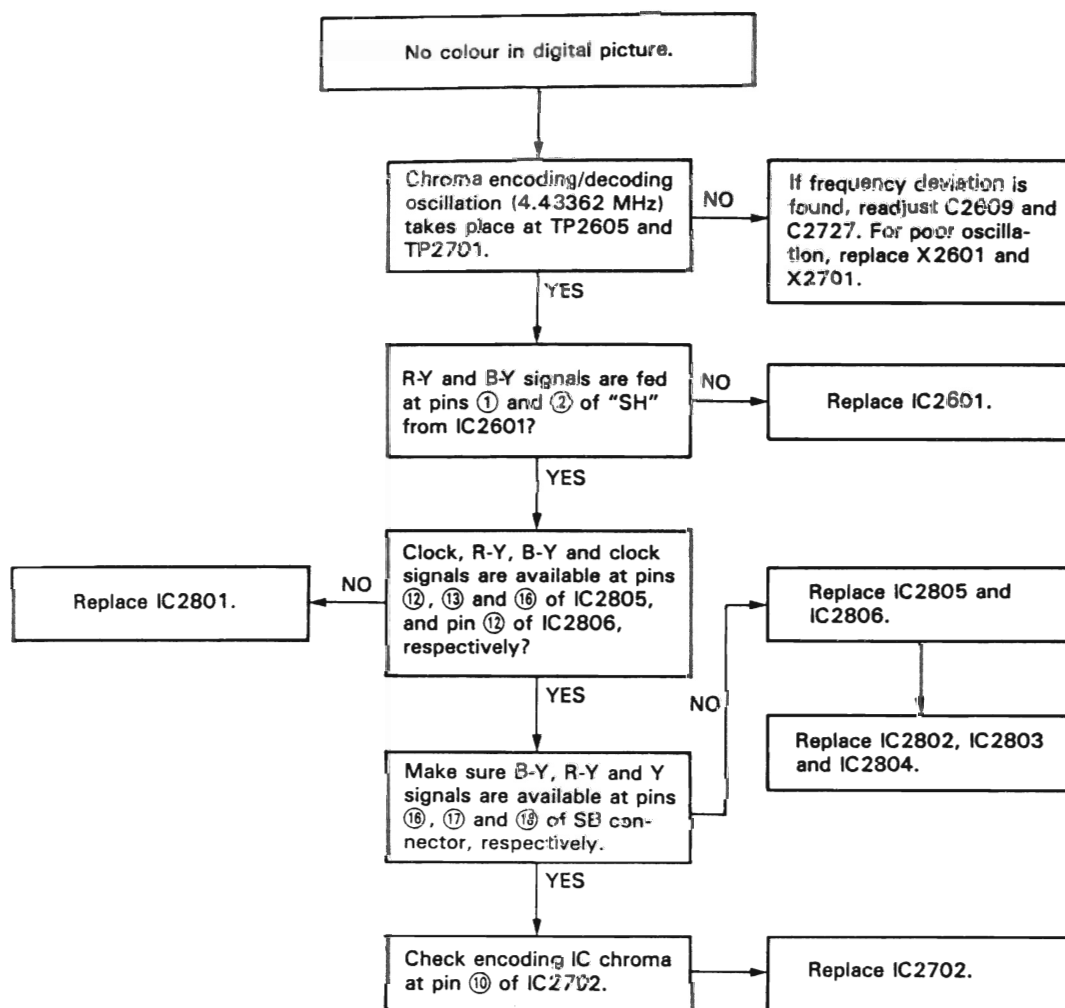 No colour in digital picture.
Chroma encoding/decoding
oscillation (4.43362 MHz)
takes place at TP2605 and
TP2701.
NO
If frequency deviation is
found, readjust C2609 and
C2727. For poor oscilla-
tion, replace X2601 and
X2701.
YES
R-Y and B-Y signals are fed
at pins ① and ② of "SH"
from IC2601?
NO
Replace IC2601.
YES
Clock, R-Y, B-Y and clock
signals are available at pins
⑫, ⑬ and ⑯ of IC2805,
and pin ⑫ of IC2806,
respectively?
NO
Replace IC2801.
YES
Make sure B-Y, R-Y and Y
signals are available at pins
⑯, ⑰ and ⑱ of SB con-
nector, respectively.
NO
Replace IC2805 and
IC2806.
Replace IC2802, IC2803
and IC2804.
YES
Check encoding IC chroma
at pin ⑩ of IC2702.
Replace IC2702.